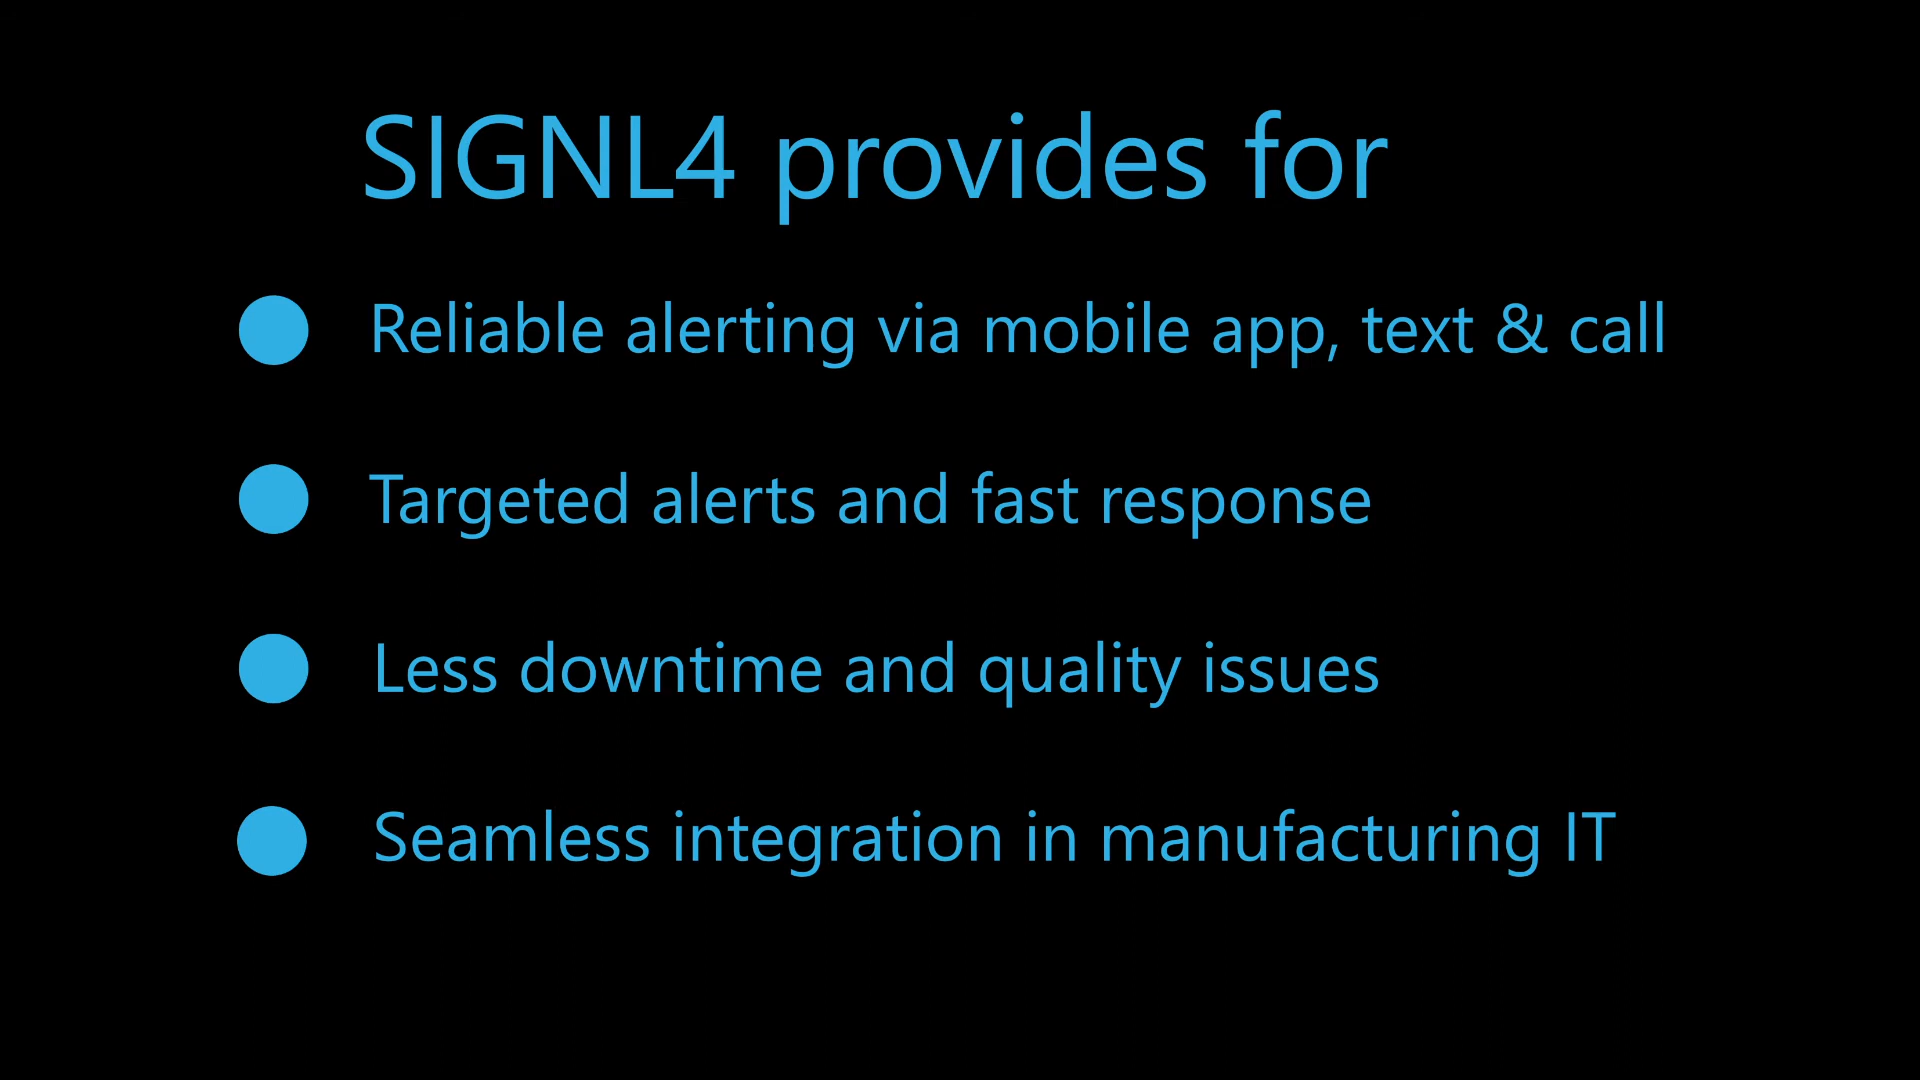 SIGNL4 provides for
Reliable alerting via mobile app, text & call
Targeted alerts and fast response
Less downtime and quality issues
Seamless integration in manufacturing IT